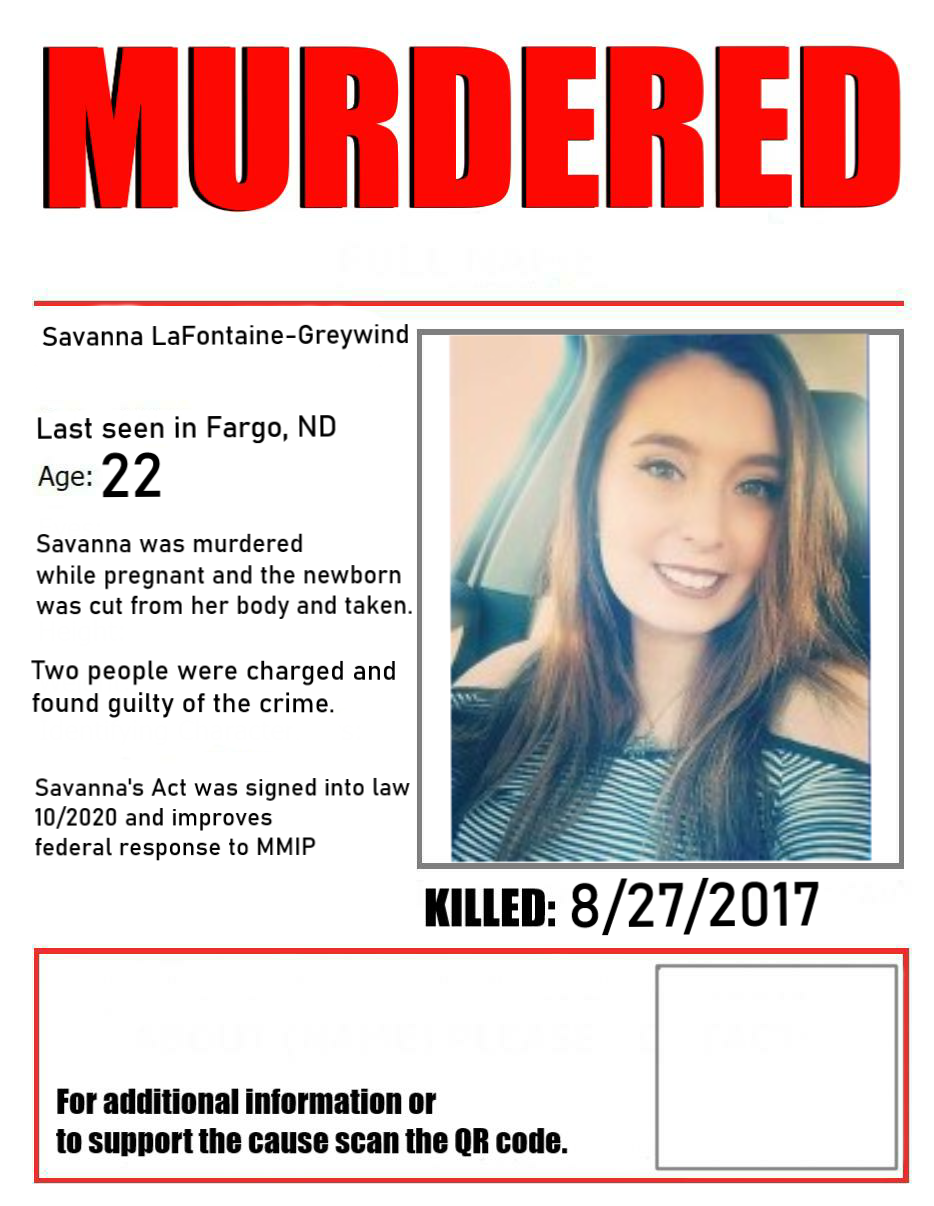 MURDERED
Savanna LaFontaine-Greywind
Last seen in Fargo, ND
Age: 22
Savanna was murdered
while pregnant and the newborn
was cut from her body and taken.
Two people were charged and
found guilty of the crime.
Savanna's Act was signed into law
10/2020 and improves
federal response to MMIP
KILLED: 8/27/2017
For additional information or
to support the cause scan the QR code.